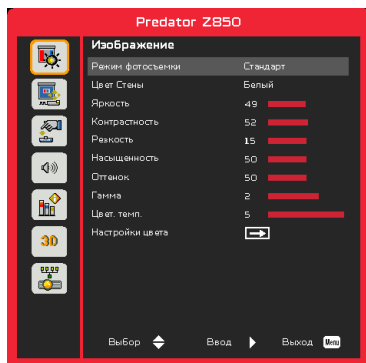 Predator Z850
Изображение
Режим фотосъемки Стандарт
Цвет Стены Белый
Яркость 49
Контрастность 52
Резкость 15
Насыщенность 50
Оттенок 50
Гамма 2
Цвет. темп. 5
Настройки цвета
3D
Выбор Ввод Выход Menu